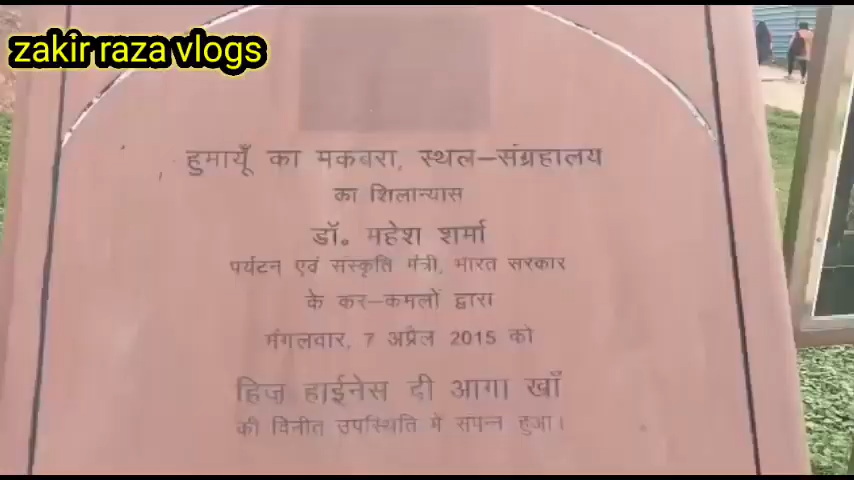 zakir raza vlogs
हुमायूँ का मकबरा, स्थल-संग्रहालय
का शिलान्यास
डॉ॰ महेश शर्मा
पर्यटन एवं संस्कृति मंत्री, भारत सरकार
के कर-कमलों द्वारा
मंगलवार, 7 अप्रैल 2015 को
हिज़ हाईनेस दी आगा खाँ
की विनीत उपस्थिति मे संपन्न हुआ।